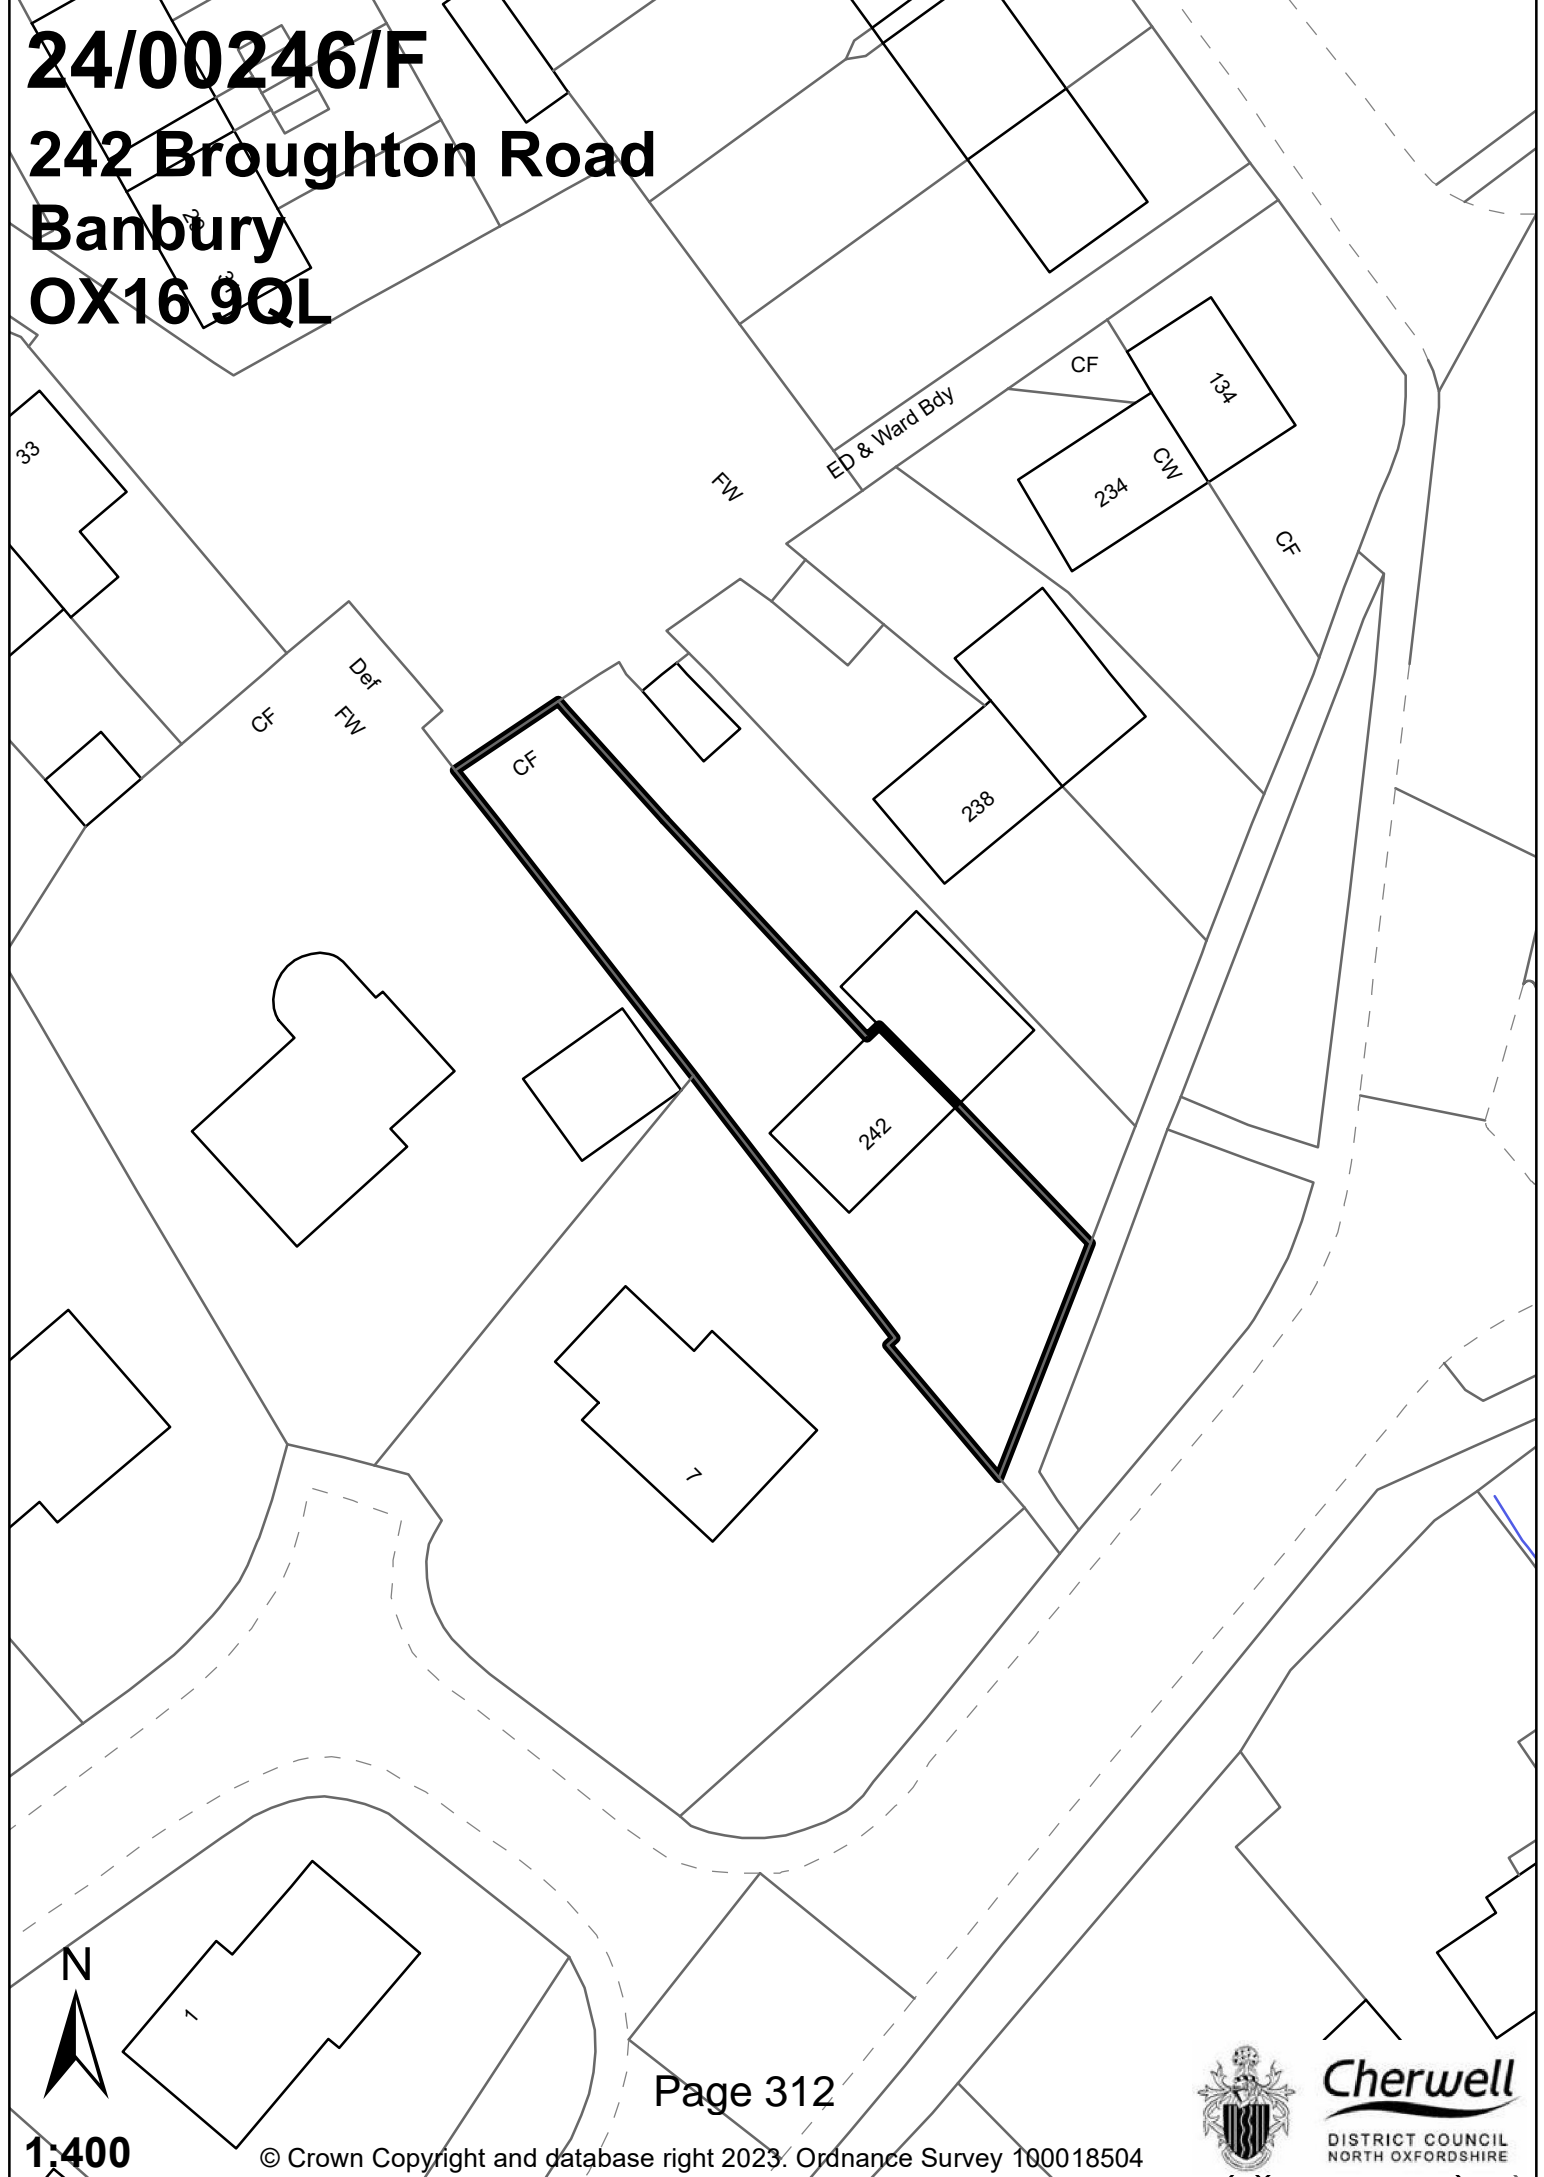 24/00246/F
242 Broughton Road
Banbury
OX16 9QL
33
CF
134
ED & Ward Bdy
CW
234
FW
CF
Def
CF
FW
CF
238
242
7
N
1
Page 312
1:400
© Crown Copyright and database right 2023. Ordnance Survey 100018504
Cherwell
DISTRICT COUNCIL
NORTH OXFORDSHIRE